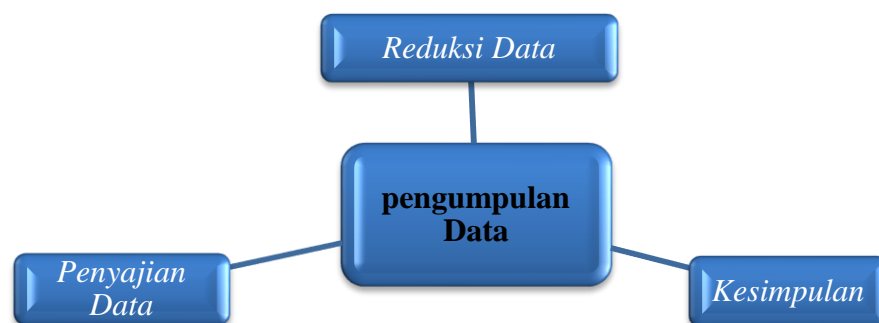 Reduksi Data
pengumpulan
Data
Penyajian
Data
Kesimpulan